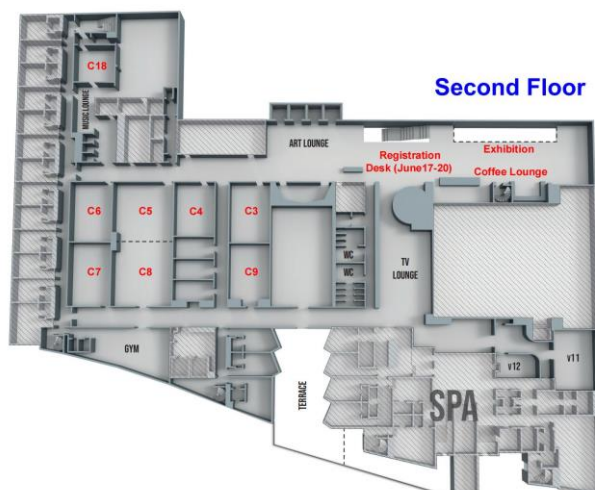 Second Floor
C18
MUSIC LOUNGE
ART LOUNGE
Registration
Desk (June17-20)
Exhibition
Coffee Lounge
C6
C5
C4
C3
C7
C8
C9
WC
WC
TV
LOUNGE
GYM
TERRACE
SPA
V12
V11